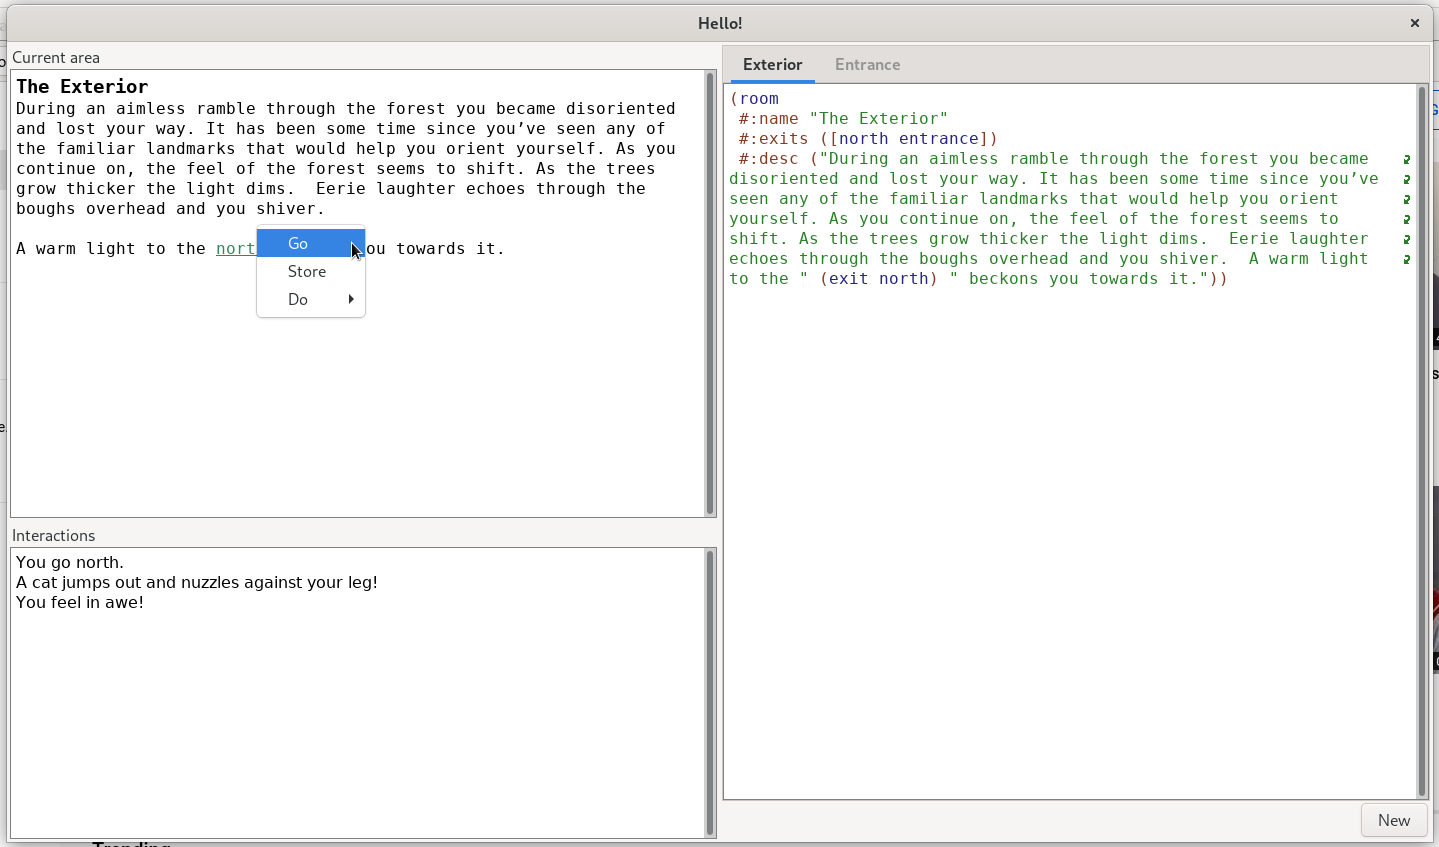 Hello!
Current area
The Exterior
During an aimless ramble through the forest you became disoriented
and lost your way. It has been some time since you’ve seen any of
the familiar landmarks that would help you orient yourself. As you
continue on, the feel of the forest seems to shift. As the trees
grow thicker the light dims.  Eerie laughter echoes through the
boughs overhead and you shiver.
A warm light to the nort ou towards it.
Go
Store
Do
Interactions
You go north.
A cat jumps out and nuzzles against your leg!
You feel in awe!
Exterior Entrance
(room
 #:name "The Exterior"
 #:exits ([north entrance])
 #:desc ("During an aimless ramble through the forest you became
disoriented and lost your way. It has been some time since you’ve
seen any of the familiar landmarks that would help you orient
yourself. As you continue on, the feel of the forest seems to
shift. As the trees grow thicker the light dims.  Eerie laughter
echoes through the boughs overhead and you shiver.  A warm light
to the " (exit north) " beckons you towards it."))
New